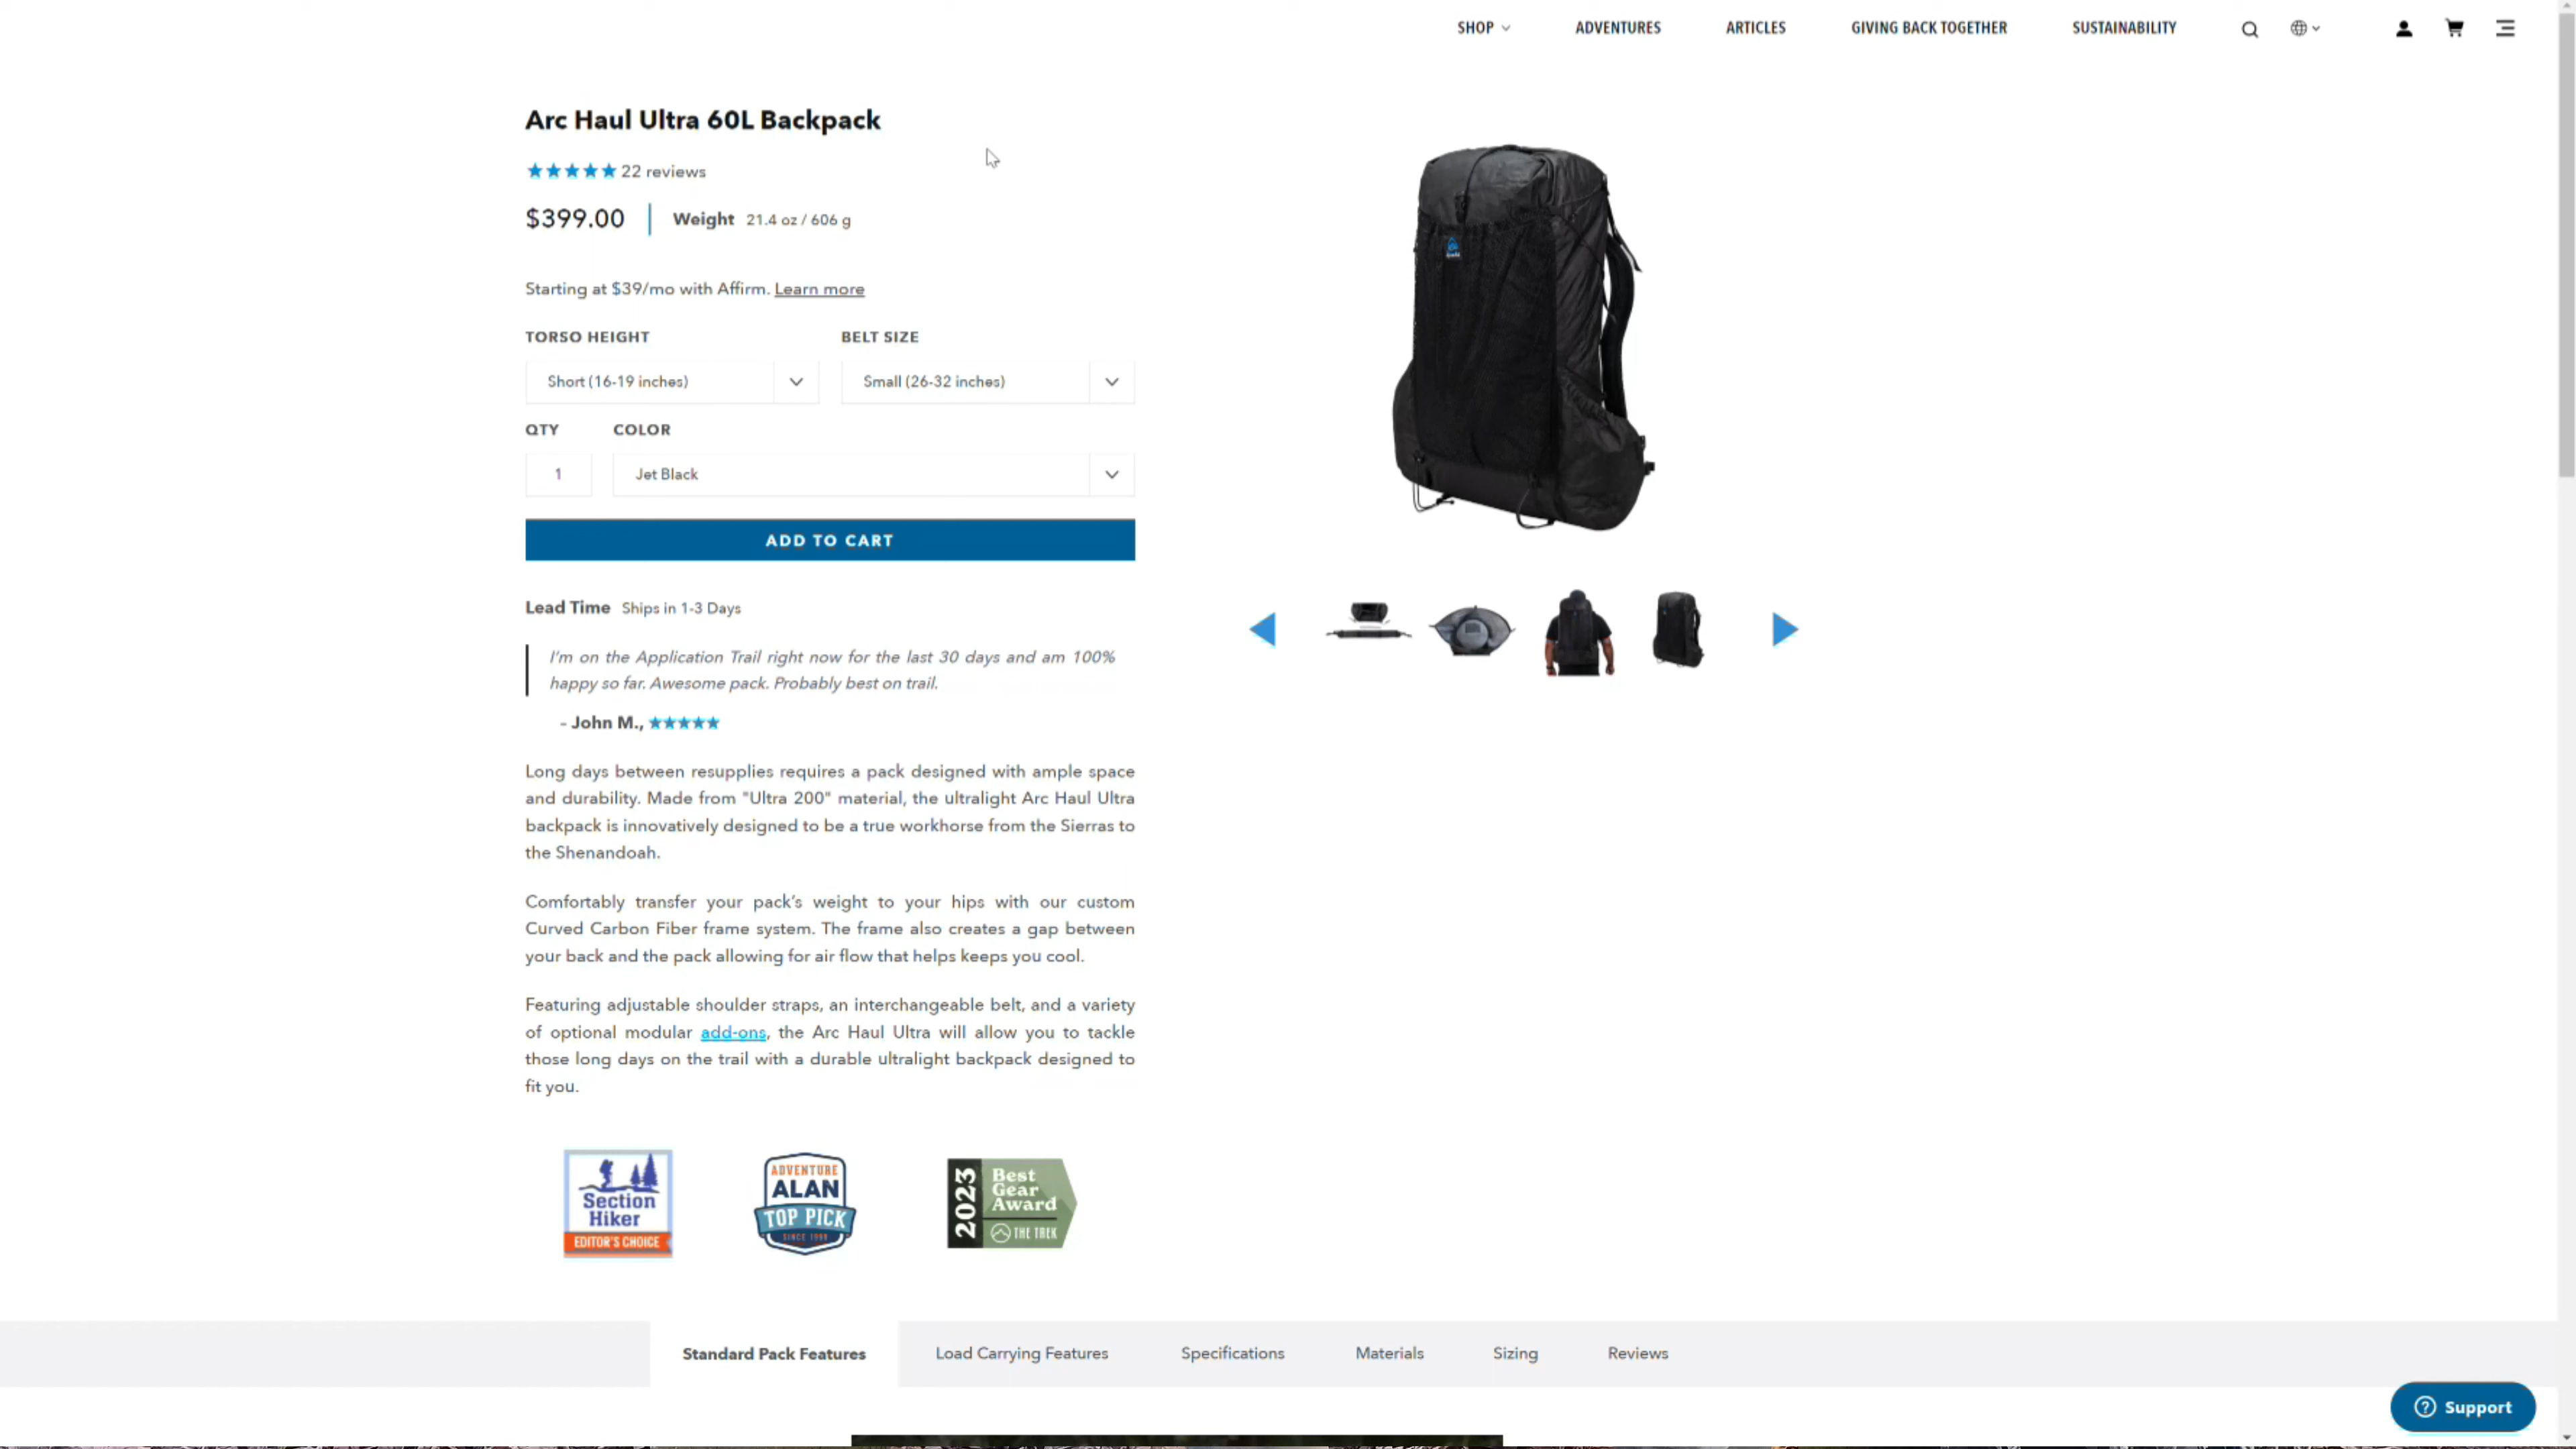 SHOP
ADVENTURES
ARTICLES
GIVING BACK TOGETHER
SUSTAINABILITY
Arc Haul Ultra 60L Backpack
22 reviews
$399.00
Weight 21.4 oz / 606 g
Starting at $39/mo with Affirm. Learn more
TORSO HEIGHT
BELT SIZE
Short (16-19 inches)
Small (26-32 inches)
QTY
COLOR
1
Jet Black
ADD TO CART
Lead Time Ships in 1-3 Days
I'm on the Application Trail right now for the last 30 days and am 100%
happy so far. Awesome pack. Probably best on trail.
- John M., ★★★★★
Long days between resupplies requires a pack designed with ample space
and durability. Made from "Ultra 200" material, the ultralight Arc Haul Ultra
backpack is innovatively designed to be a true workhorse from the Sierras to
the Shenandoah.
Comfortably transfer your pack's weight to your hips with our custom
Curved Carbon Fiber frame system. The frame also creates a gap between
your back and the pack allowing for air flow that helps keeps you cool.
Featuring adjustable shoulder straps, an interchangeable belt, and a variety
of optional modular add-ons, the Arc Haul Ultra will allow you to tackle
those long days on the trail with a durable ultralight backpack designed to
fit you.
Section
Hiker
EDITOR'S CHOICE
ADVENTURE
ALAN
TOP PICK
SINCE 1999
2023
Best
Gear
Award
THE TREK
Standard Pack Features
Load Carrying Features
Specifications
Materials
Sizing
Reviews
Support